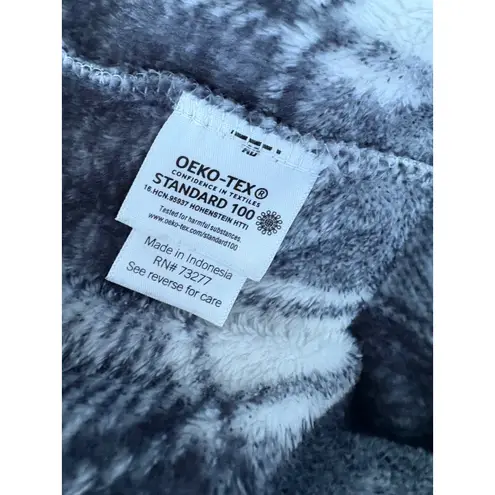 OEKO-TEX®
CONFIDENCE IN TEXTILES
STANDARD 100
16.HCN.95937 HOHENSTEIN HTTI
Tested for harmful substances.
www.oeko-tex.com/standard100
Made in Indonesia
RN# 73277
See reverse for care